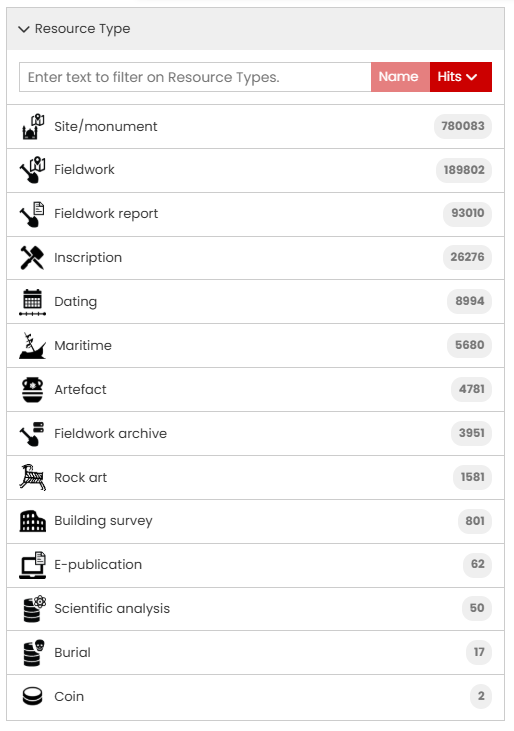 Resource Type
Enter text to filter on Resource Types. Name Hits
Site/monument 780083
Fieldwork 189802
Fieldwork report 93010
Inscription 26276
Dating 8994
Maritime 5680
Artefact 4781
Fieldwork archive 3951
Rock art 1581
Building survey 801
E-publication 62
Scientific analysis 50
Burial 17
Coin 2